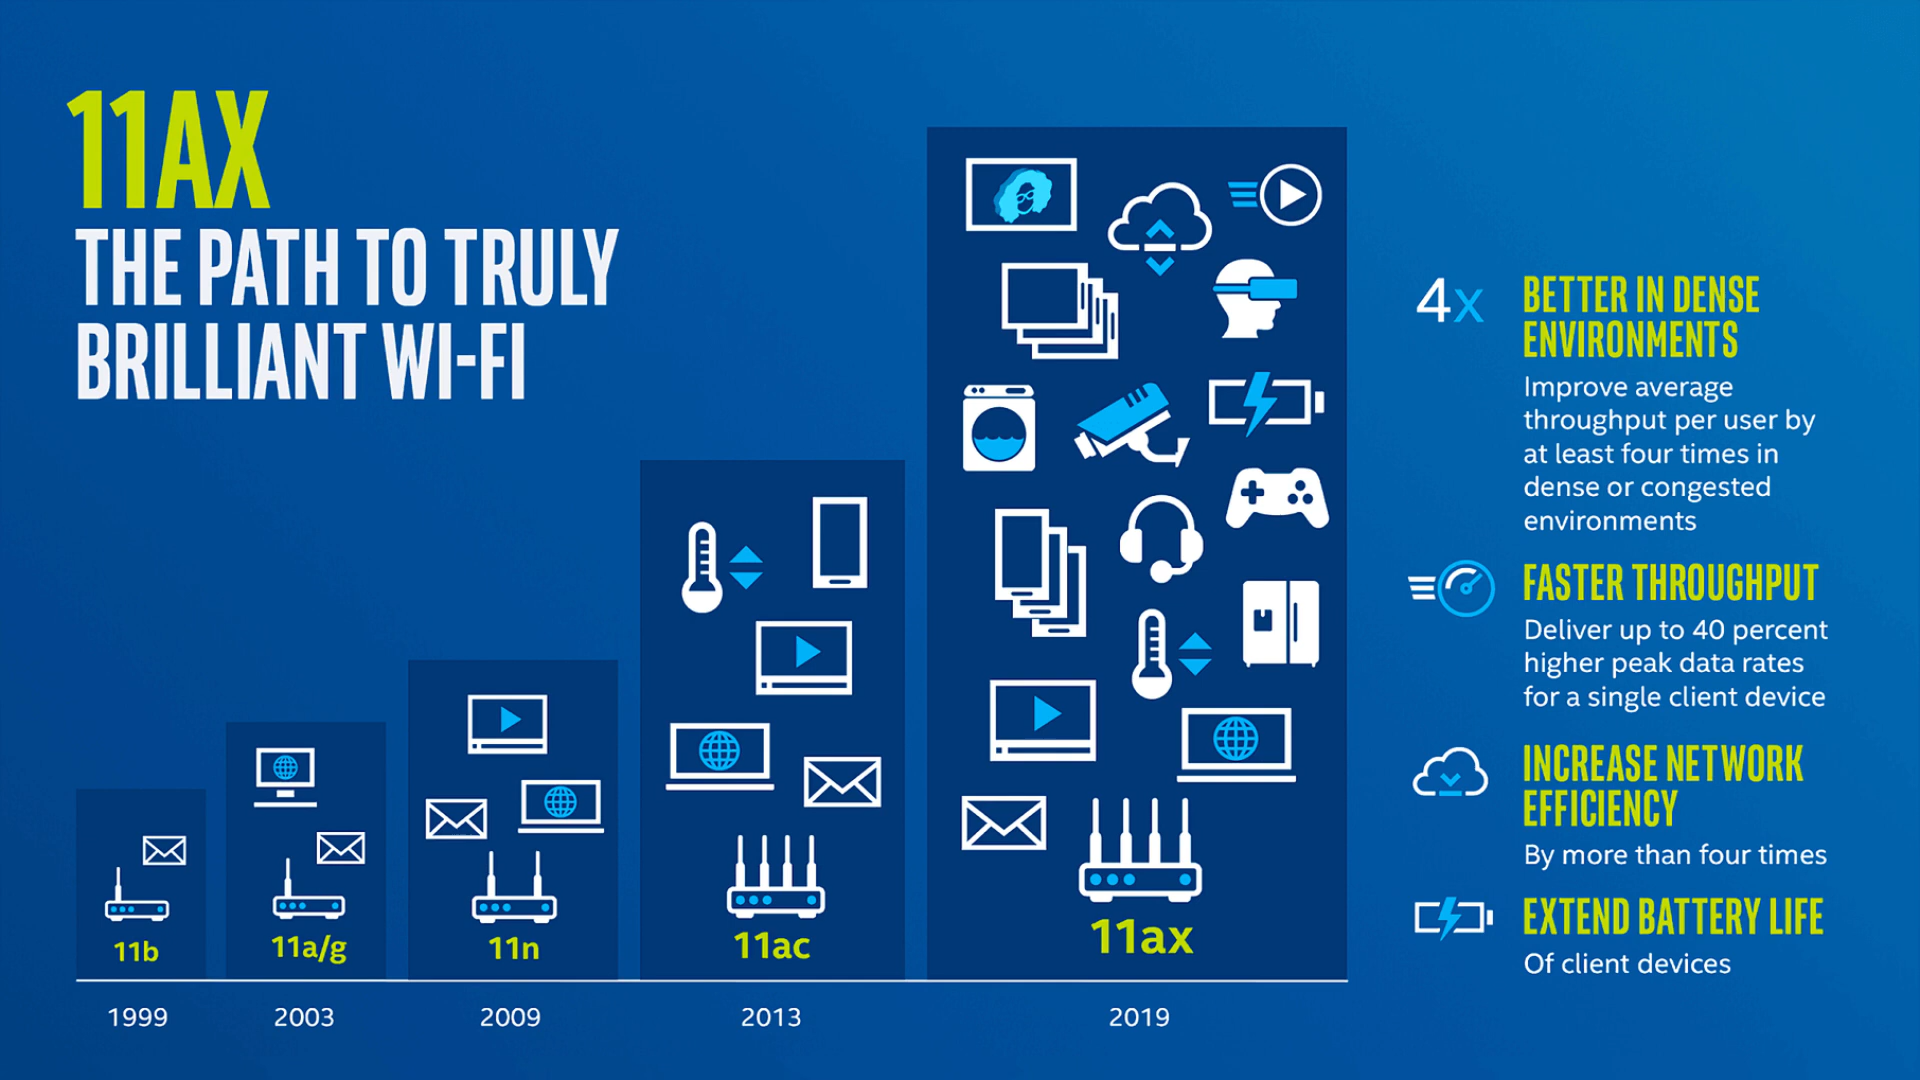 11AX
THE PATH TO TRULY
BRILLIANT WI-FI
11b
11a/g
11n
11ac
11ax
1999
2003
2009
2013
2019
4x
BETTER IN DENSE
ENVIRONMENTS
Improve average
throughput per user by
at least four times in
dense or congested
environments
FASTER THROUGHPUT
Deliver up to 40 percent
higher peak data rates
for a single client device
INCREASE NETWORK
EFFICIENCY
By more than four times
EXTEND BATTERY LIFE
Of client devices